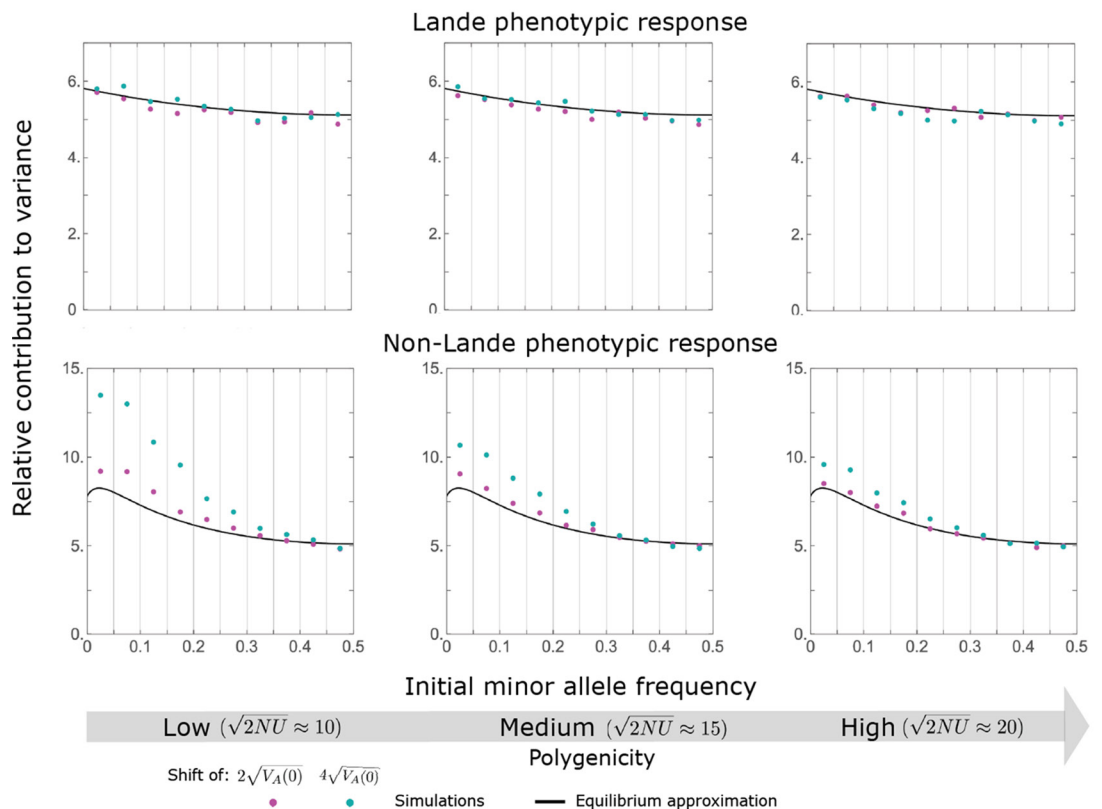 Lande phenotypic response
Relative contribution to variance
6.
4.
2.
0.
6.
4.
2.
0.
6.
4.
2.
0.
Non-Lande phenotypic response
15.
10.
5.
0.
0 0.1 0.2 0.3 0.4 0.5
15.
10.
5.
0.
0 0.1 0.2 0.3 0.4 0.5
15.
10.
5.
0.
0 0.1 0.2 0.3 0.4 0.5
Initial minor allele frequency
Low (√2NU ≈ 10) Medium (√2NU ≈ 15) High (√2NU ≈ 20)
Polygenicity
Shift of: 2√V_A(0) 4√V_A(0)
Simulations Equilibrium approximation